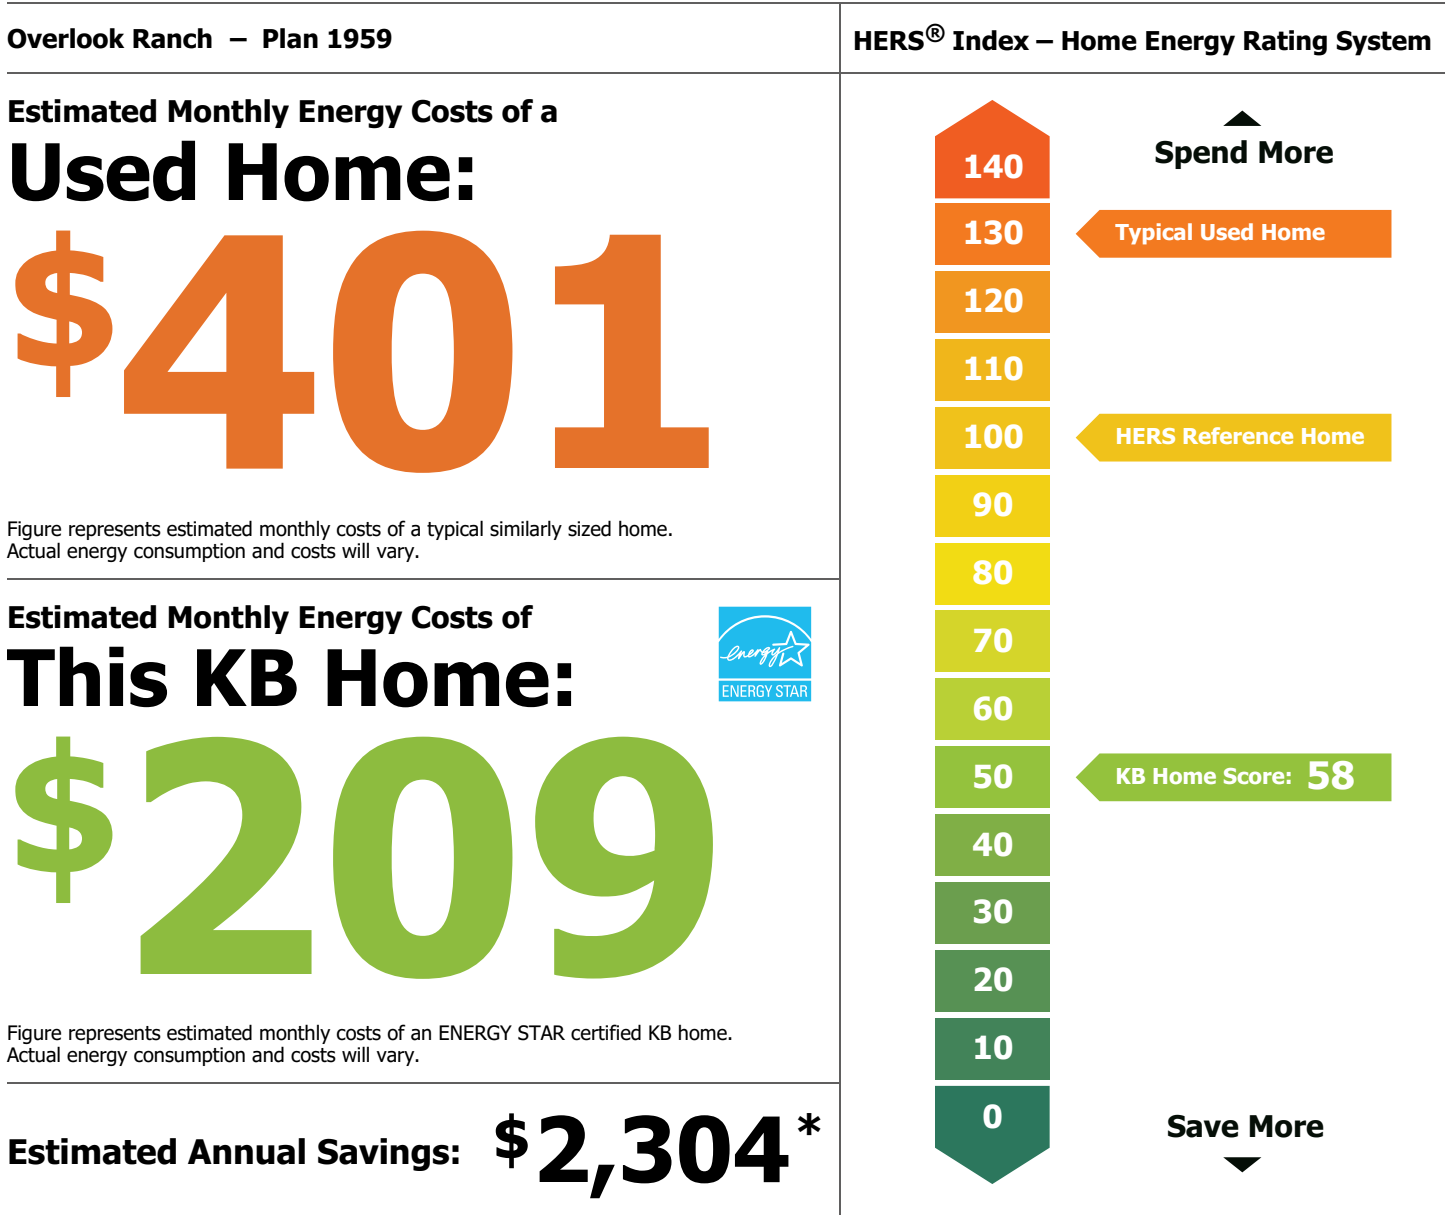 Overlook Ranch – Plan 1959
Estimated Monthly Energy Costs of a
Used Home:
$401
Figure represents estimated monthly costs of a typical similarly sized home.
Actual energy consumption and costs will vary.
Estimated Monthly Energy Costs of
This KB Home:
energy
ENERGY STAR
$209
Figure represents estimated monthly costs of an ENERGY STAR certified KB home.
Actual energy consumption and costs will vary.
Estimated Annual Savings: $2,304*
HERS® Index – Home Energy Rating System
Spend More
140
130
Typical Used Home
120
110
100
HERS Reference Home
90
80
70
60
50
KB Home Score: 58
40
30
20
10
0
Save More